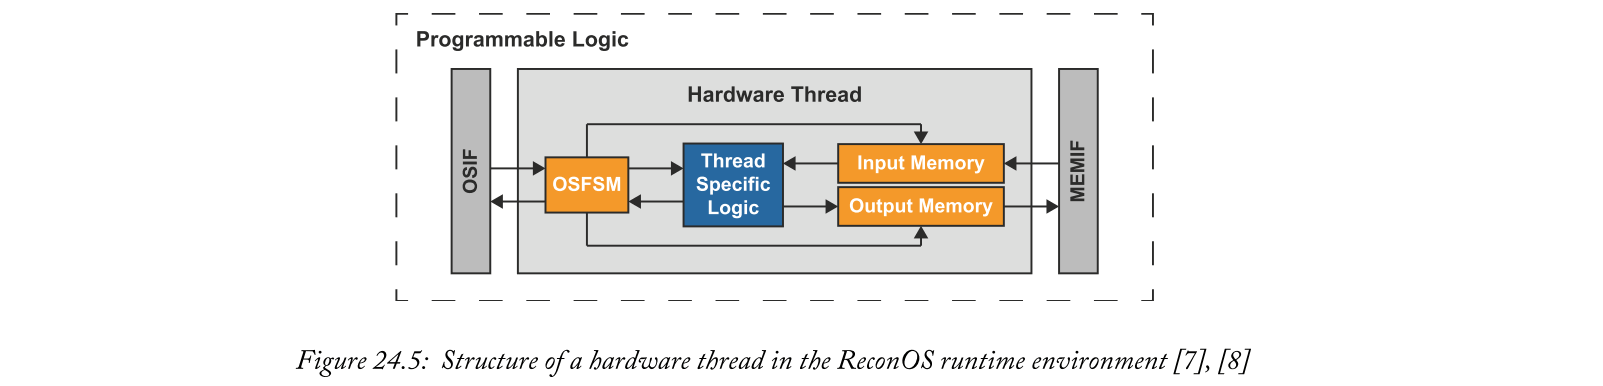 Programmable Logic
Hardware Thread
OSIF
OSFSM
Thread
Specific
Logic
Input Memory
Output Memory
MEMIF
Figure 24.5: Structure of a hardware thread in the ReconOS runtime environment [7], [8]